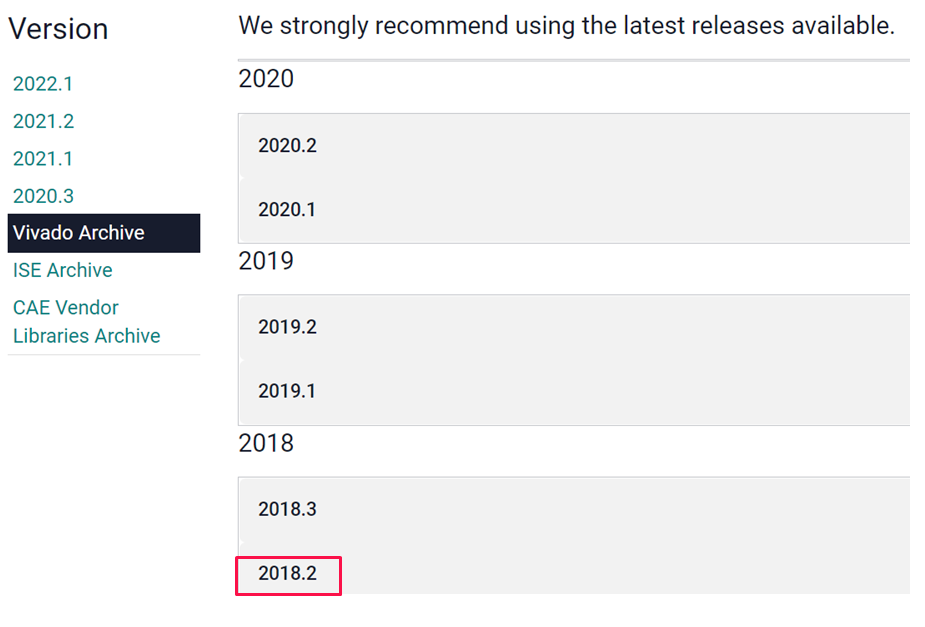 Version
2022.1
2021.2
2021.1
2020.3
Vivado Archive
ISE Archive
CAE Vendor
Libraries Archive
We strongly recommend using the latest releases available.
2020
2020.2
2020.1
2019
2019.2
2019.1
2018
2018.3
2018.2